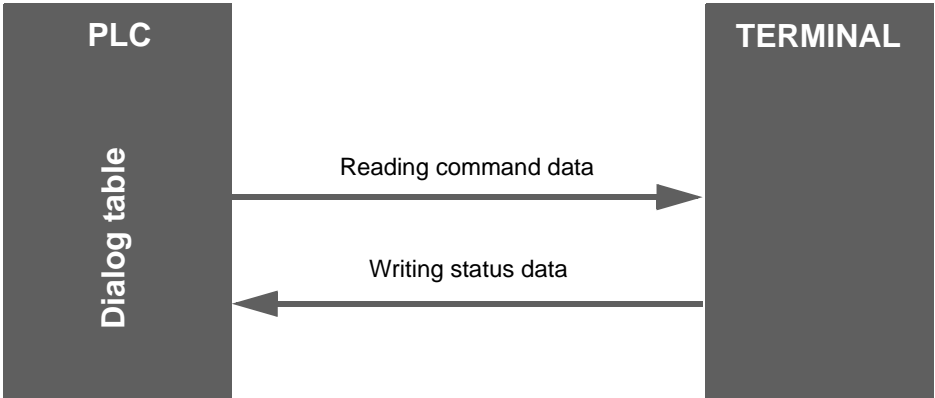 PLC
TERMINAL
Dialog table
Reading command data
Writing status data